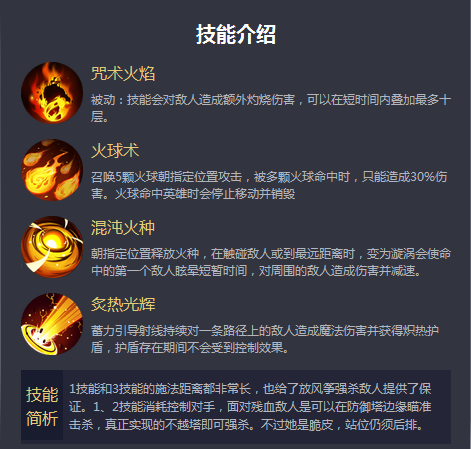 技能介绍
咒术火焰
被动：技能会对敌人造成额外灼烧伤害，可以在短时间内叠加最多十
层。
火球术
召唤5颗火球朝指定位置攻击，被多颗火球命中时，只能造成30%伤
害。火球命中英雄时会停止移动并销毁
混沌火种
朝指定位置释放火种，在触碰敌人或到最远距离时，变为漩涡会使命
中的第一个敌人眩晕短暂时间，对周围的敌人造成伤害并减速。
炙热光辉
蓄力引导射线持续对一条路径上的敌人造成魔法伤害并获得炽热护
盾，护盾存在期间不会受到控制效果。
技能
简析
1技能和3技能的施法距离都非常长，也给了放风筝强杀敌人提供了保
证。1、2技能消耗控制对手，面对残血敌人是可以在防御塔边缘瞄准
击杀，真正实现的不越塔即可强杀。不过她是脆皮，站位仍须后排。